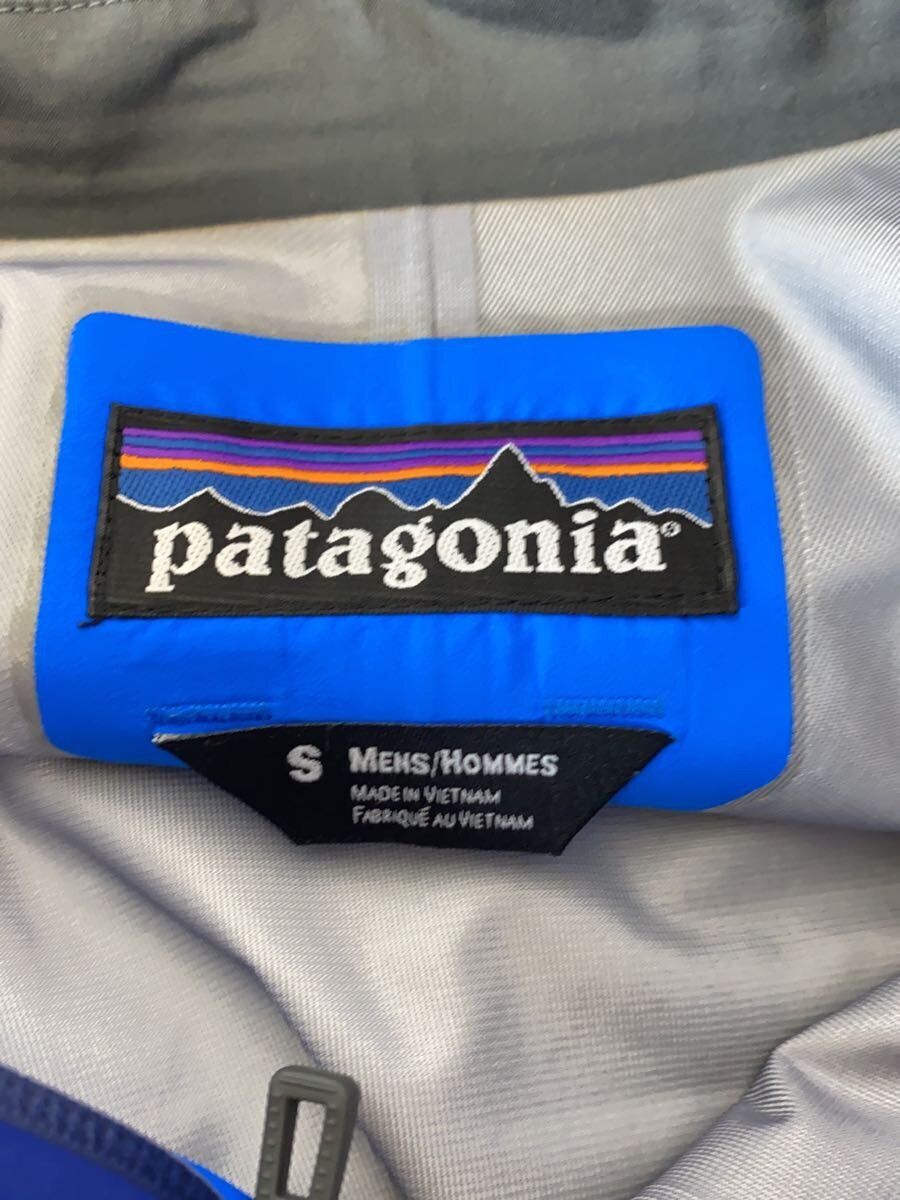 patagonia®
S MENS/HOMMES
MADE IN VIETNAM
FABRIQUÉ AU VIETNAM